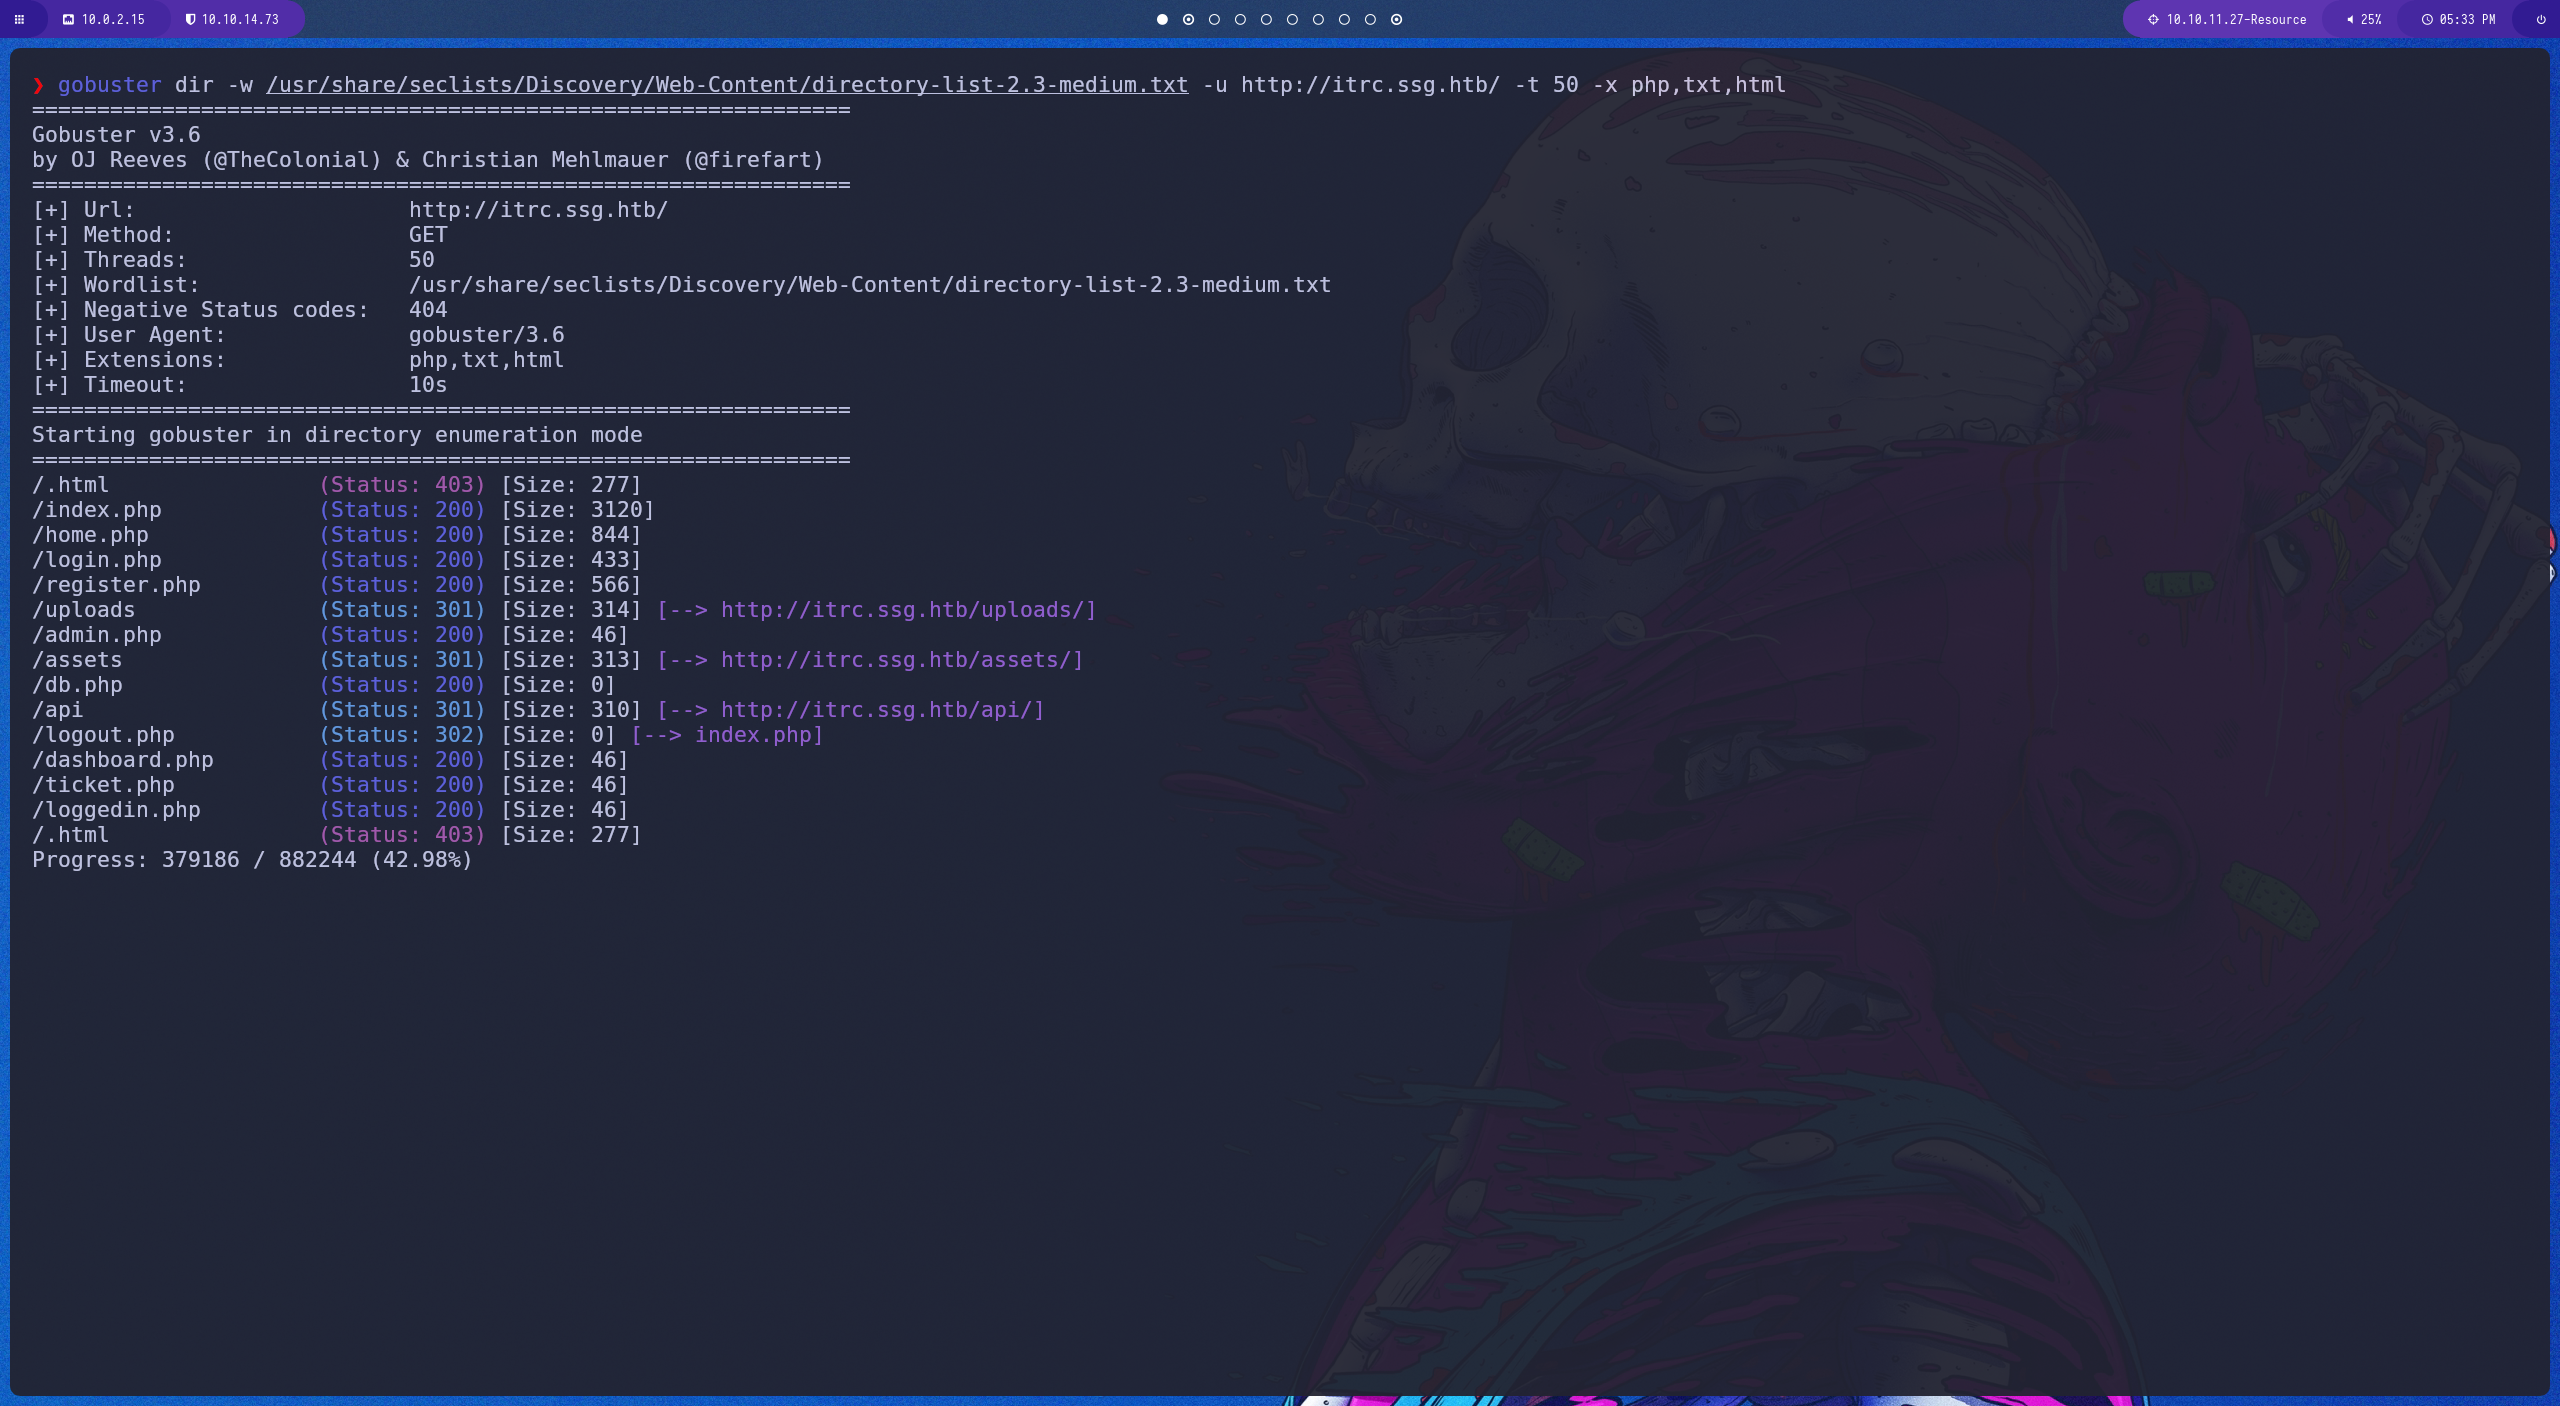 10.0.2.15 10.10.14.73 10.10.11.27-Resource 25% 05:33 PM
❯ gobuster dir -w /usr/share/seclists/Discovery/Web-Content/directory-list-2.3-medium.txt -u http://itrc.ssg.htb/ -t 50 -x php,txt,html
===============================================================
Gobuster v3.6
by OJ Reeves (@TheColonial) & Christian Mehlmauer (@firefart)
===============================================================
[+] Url:                     http://itrc.ssg.htb/
[+] Method:                  GET
[+] Threads:                 50
[+] Wordlist:                /usr/share/seclists/Discovery/Web-Content/directory-list-2.3-medium.txt
[+] Negative Status codes:   404
[+] User Agent:              gobuster/3.6
[+] Extensions:              php,txt,html
[+] Timeout:                 10s
===============================================================
Starting gobuster in directory enumeration mode
===============================================================
/.html                (Status: 403) [Size: 277]
/index.php            (Status: 200) [Size: 3120]
/home.php             (Status: 200) [Size: 844]
/login.php            (Status: 200) [Size: 433]
/register.php         (Status: 200) [Size: 566]
/uploads              (Status: 301) [Size: 314] [--> http://itrc.ssg.htb/uploads/]
/admin.php            (Status: 200) [Size: 46]
/assets               (Status: 301) [Size: 313] [--> http://itrc.ssg.htb/assets/]
/db.php               (Status: 200) [Size: 0]
/api                  (Status: 301) [Size: 310] [--> http://itrc.ssg.htb/api/]
/logout.php           (Status: 302) [Size: 0] [--> index.php]
/dashboard.php        (Status: 200) [Size: 46]
/ticket.php           (Status: 200) [Size: 46]
/loggedin.php         (Status: 200) [Size: 46]
/.html                (Status: 403) [Size: 277]
Progress: 379186 / 882244 (42.98%)